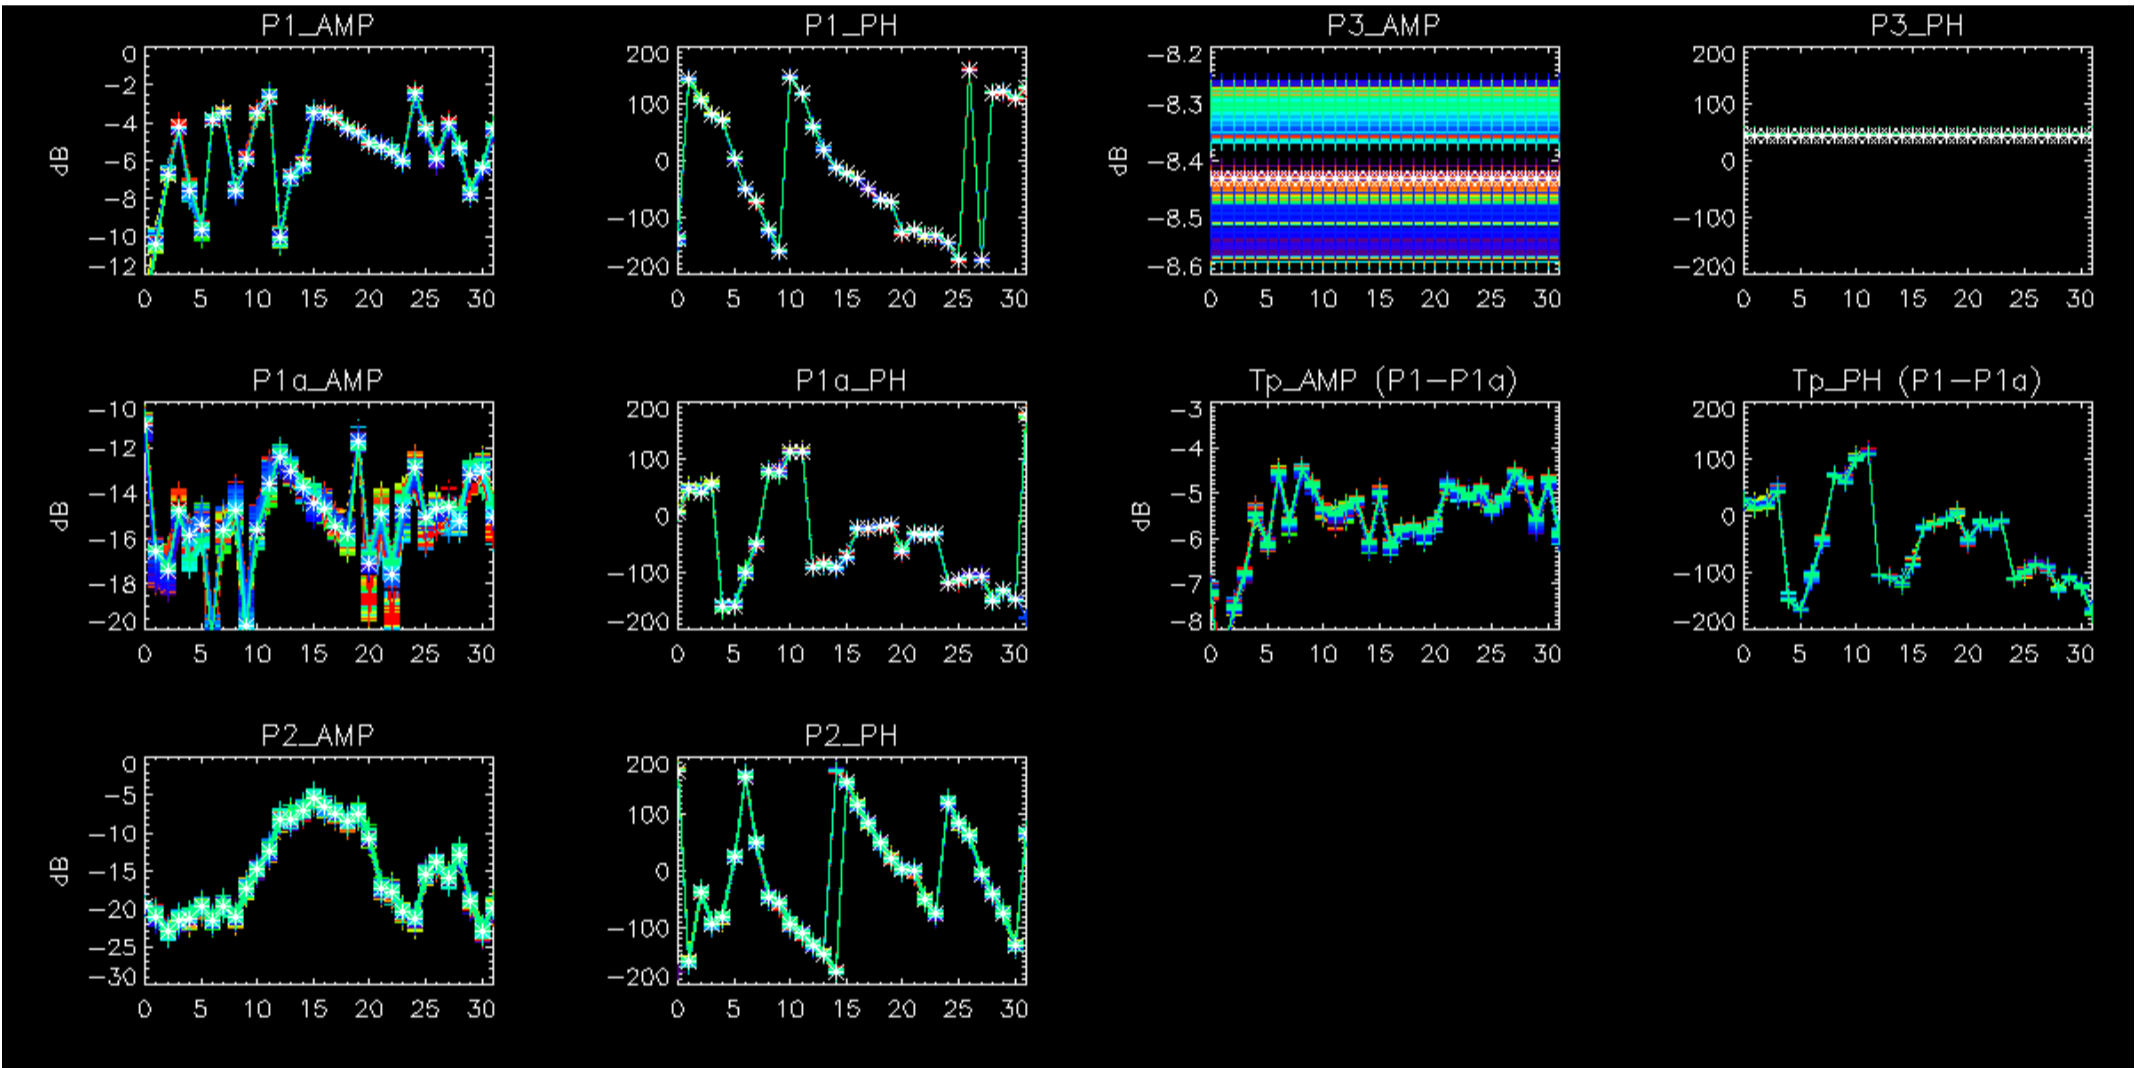 P1_AMP
P1_PH
P3_AMP
P3_PH
0
−2
−4
−6
−8
−10
−12
dB
0 5 10 15 20 25 30
200
100
0
−100
−200
0 5 10 15 20 25 30
−8.2
−8.3
−8.4
−8.5
−8.6
dB
0 5 10 15 20 25 30
200
100
0
−100
−200
0 5 10 15 20 25 30
P1a_AMP
P1a_PH
Tp_AMP (P1−P1a)
Tp_PH (P1−P1a)
−10
−12
−14
−16
−18
−20
dB
0 5 10 15 20 25 30
200
100
0
−100
−200
0 5 10 15 20 25 30
−3
−4
−5
−6
−7
−8
dB
0 5 10 15 20 25 30
200
100
0
−100
−200
0 5 10 15 20 25 30
P2_AMP
P2_PH
0
−5
−10
−15
−20
−25
−30
dB
0 5 10 15 20 25 30
200
100
0
−100
−200
0 5 10 15 20 25 30